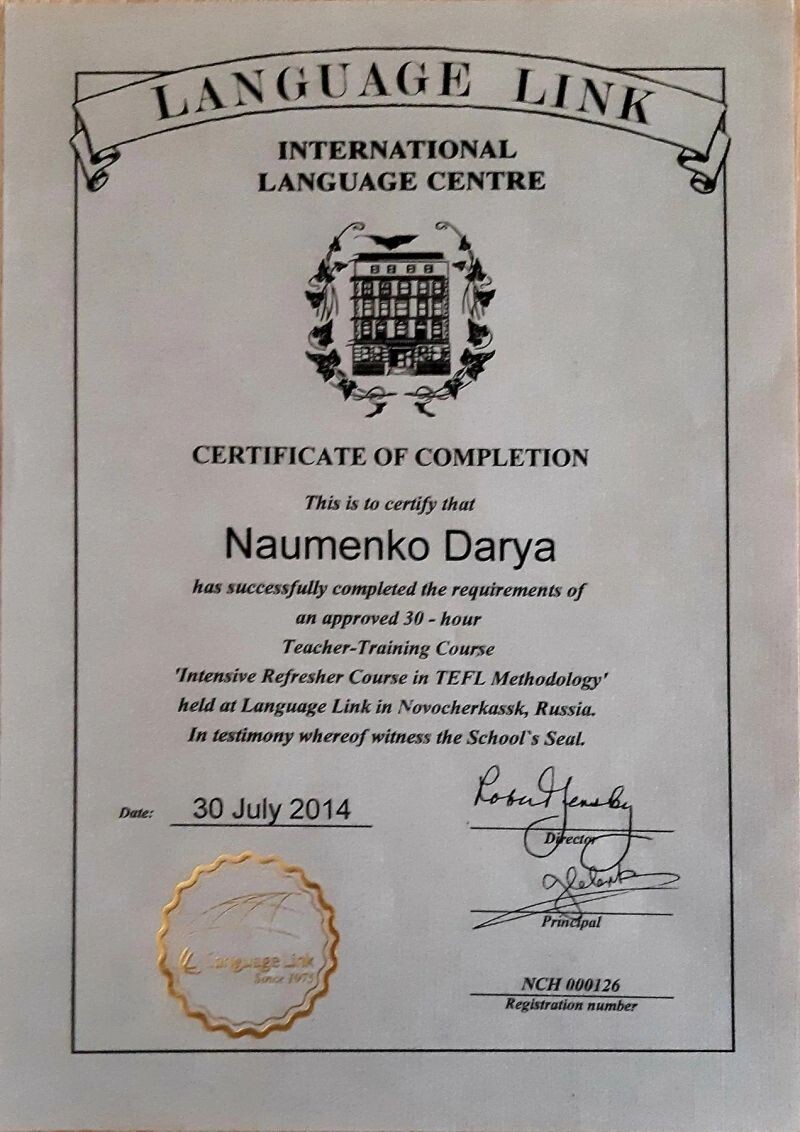 LANGUAGE LINK
INTERNATIONAL
LANGUAGE CENTRE
CERTIFICATE OF COMPLETION
This is to certify that
Naumenko Darya
has successfully completed the requirements of
an approved 30 - hour
Teacher-Training Course
'Intensive Refresher Course in TEFL Methodology'
held at Language Link in Novocherkassk, Russia.
In testimony whereof witness the School`s Seal.
Date: 30 July 2014
Director
Principal
Language Link
Since 1975
NCH 000126
Registration number